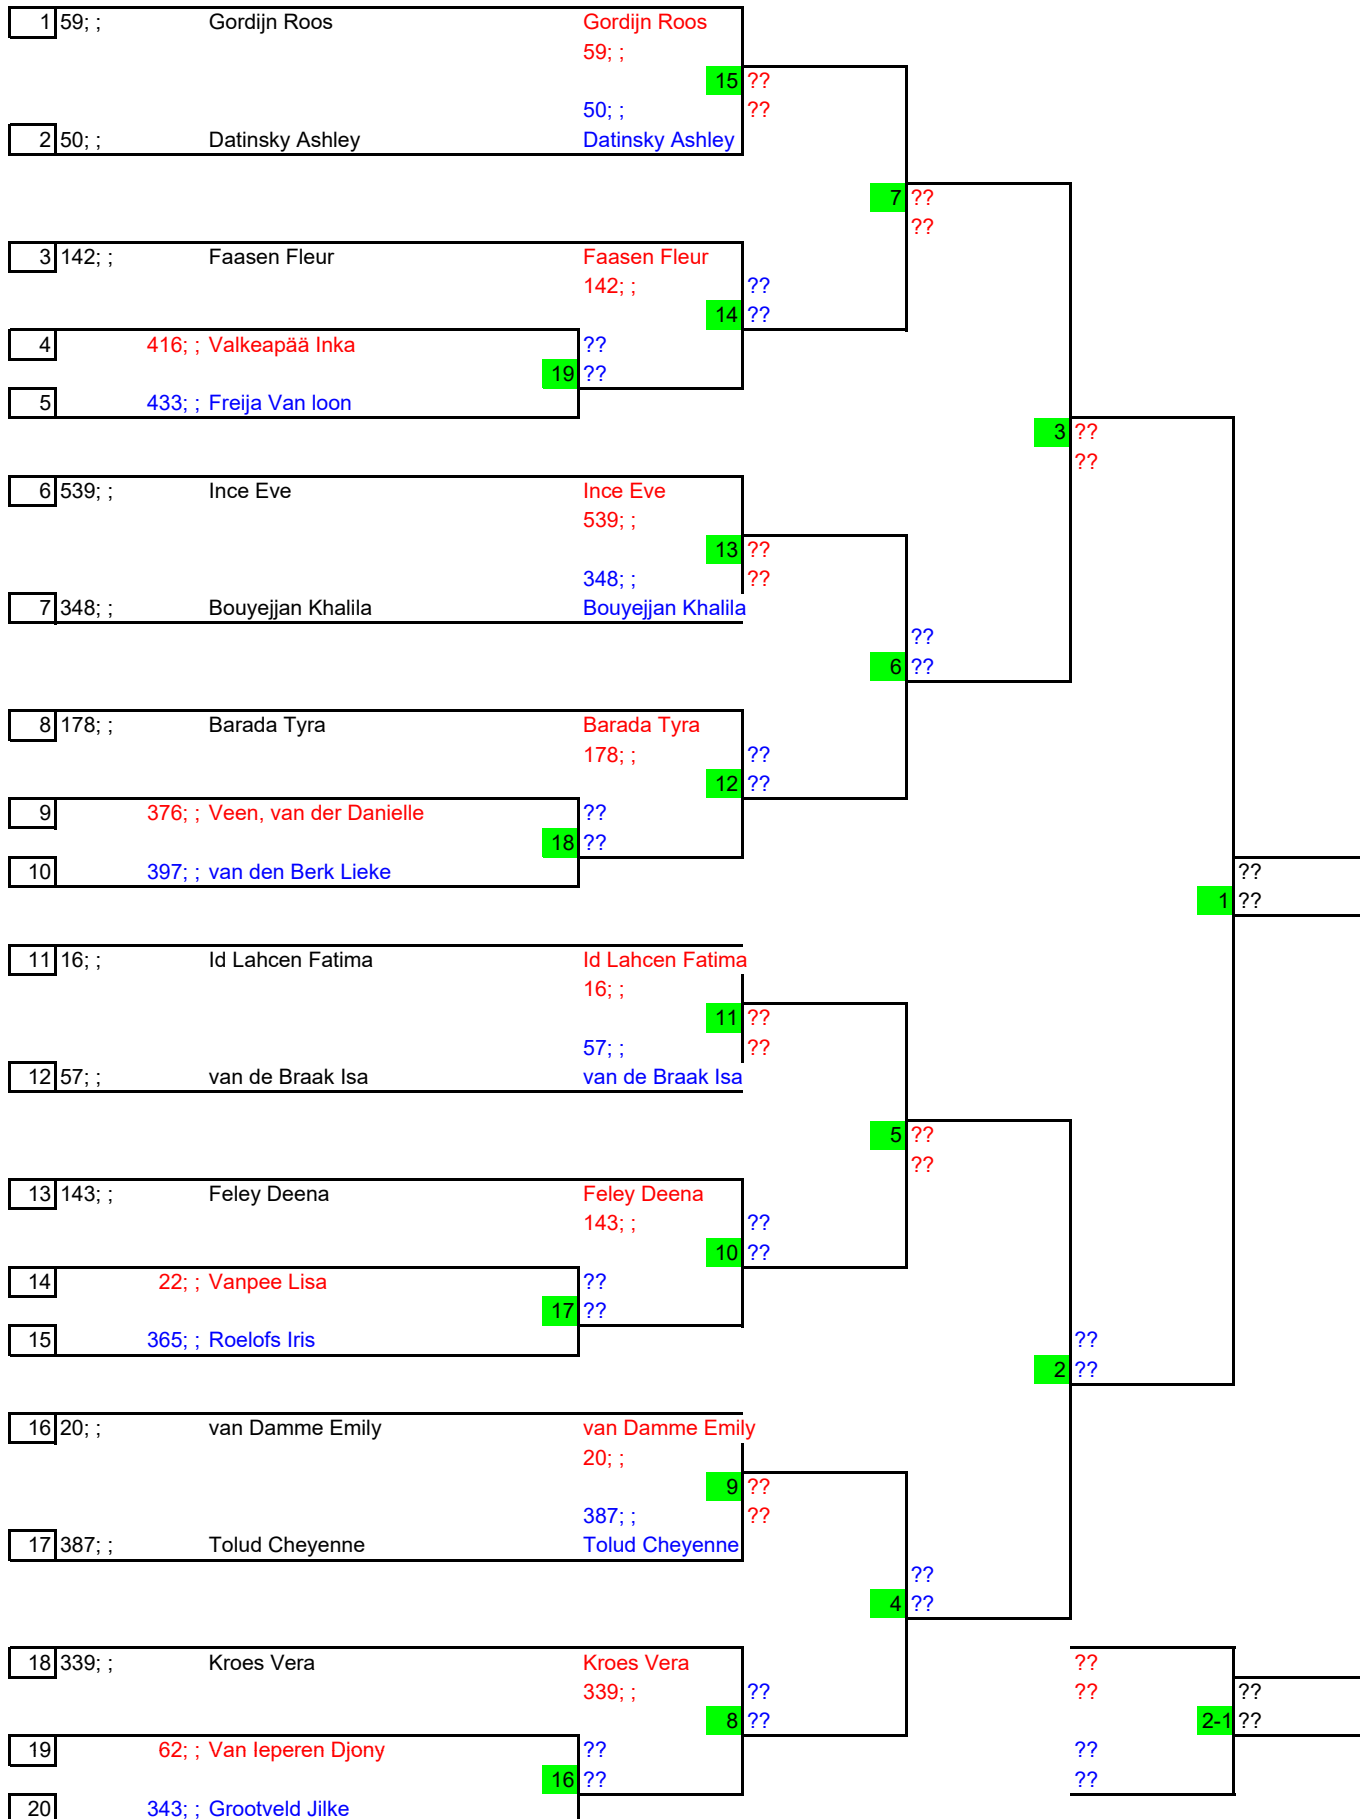 1 59; ; Gordijn Roos Gordijn Roos
59; ;
15 ??
50; ; ??
2 50; ; Datinsky Ashley Datinsky Ashley
7 ??
??
3 142; ; Faasen Fleur Faasen Fleur
142; ; ??
14 ??
4 416; ; Valkeapää Inka ??
19 ??
5 433; ; Freija Van loon
3 ??
??
6 539; ; Ince Eve Ince Eve
539; ;
13 ??
348; ; ??
7 348; ; Bouyejjan Khalila Bouyejjan Khalila
??
6 ??
8 178; ; Barada Tyra Barada Tyra
178; ; ??
12 ??
9 376; ; Veen, van der Danielle ??
18 ??
10 397; ; van den Berk Lieke ??
1 ??
11 16; ; Id Lahcen Fatima Id Lahcen Fatima
16; ;
11 ??
57; ; ??
12 57; ; van de Braak Isa van de Braak Isa
5 ??
??
13 143; ; Feley Deena Feley Deena
143; ; ??
10 ??
14 22; ; Vanpee Lisa ??
17 ??
15 365; ; Roelofs Iris ??
2 ??
16 20; ; van Damme Emily van Damme Emily
20; ;
9 ??
387; ; ??
17 387; ; Tolud Cheyenne Tolud Cheyenne
??
4 ??
18 339; ; Kroes Vera Kroes Vera ??
339; ; ?? ?? ??
8 ?? 2-1 ??
19 62; ; Van Ieperen Djony ?? ??
16 ?? ??
20 343; ; Grootveld Jilke